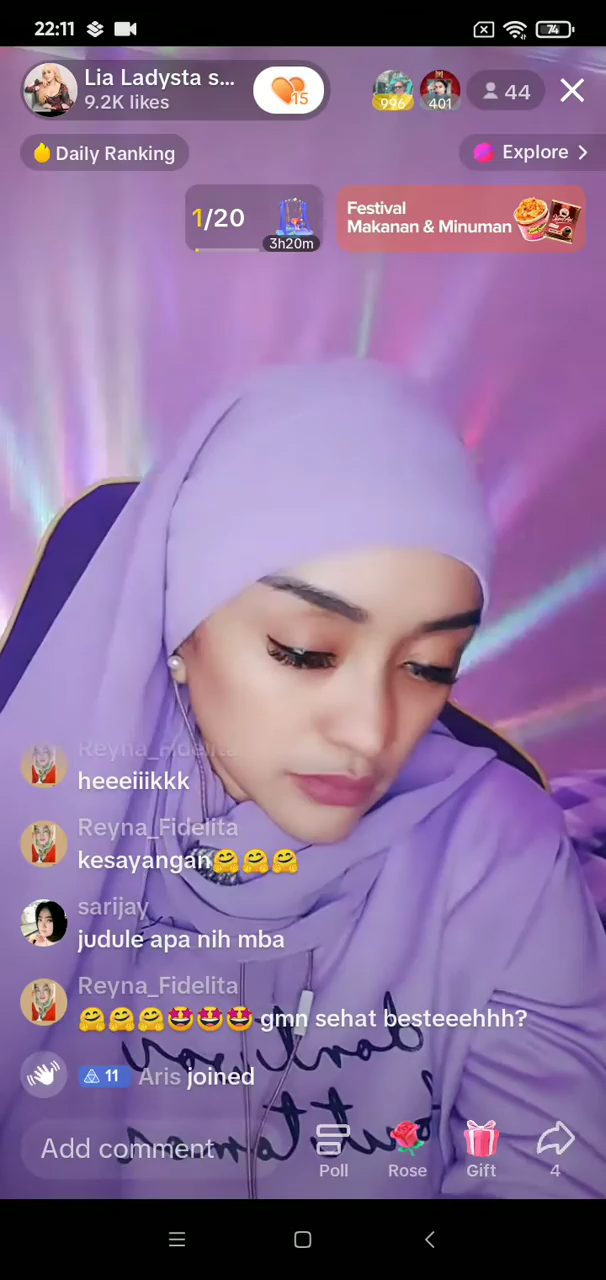 22:11
74
Lia Ladysta s...
9.2K likes
15
996
401
44
Daily Ranking
Explore
1/20
3h20m
Festival
Makanan & Minuman
Reyna_Fidelita
heeeiiikkk
Reyna_Fidelita
kesayangan🤗🤗🤗
sarijay
judule apa nih mba
Reyna_Fidelita
🤗🤗🤗🤩🤩🤩 gmn sehat besteeehhh?
11 Aris joined
Add comment...
Poll
Rose
Gift
4